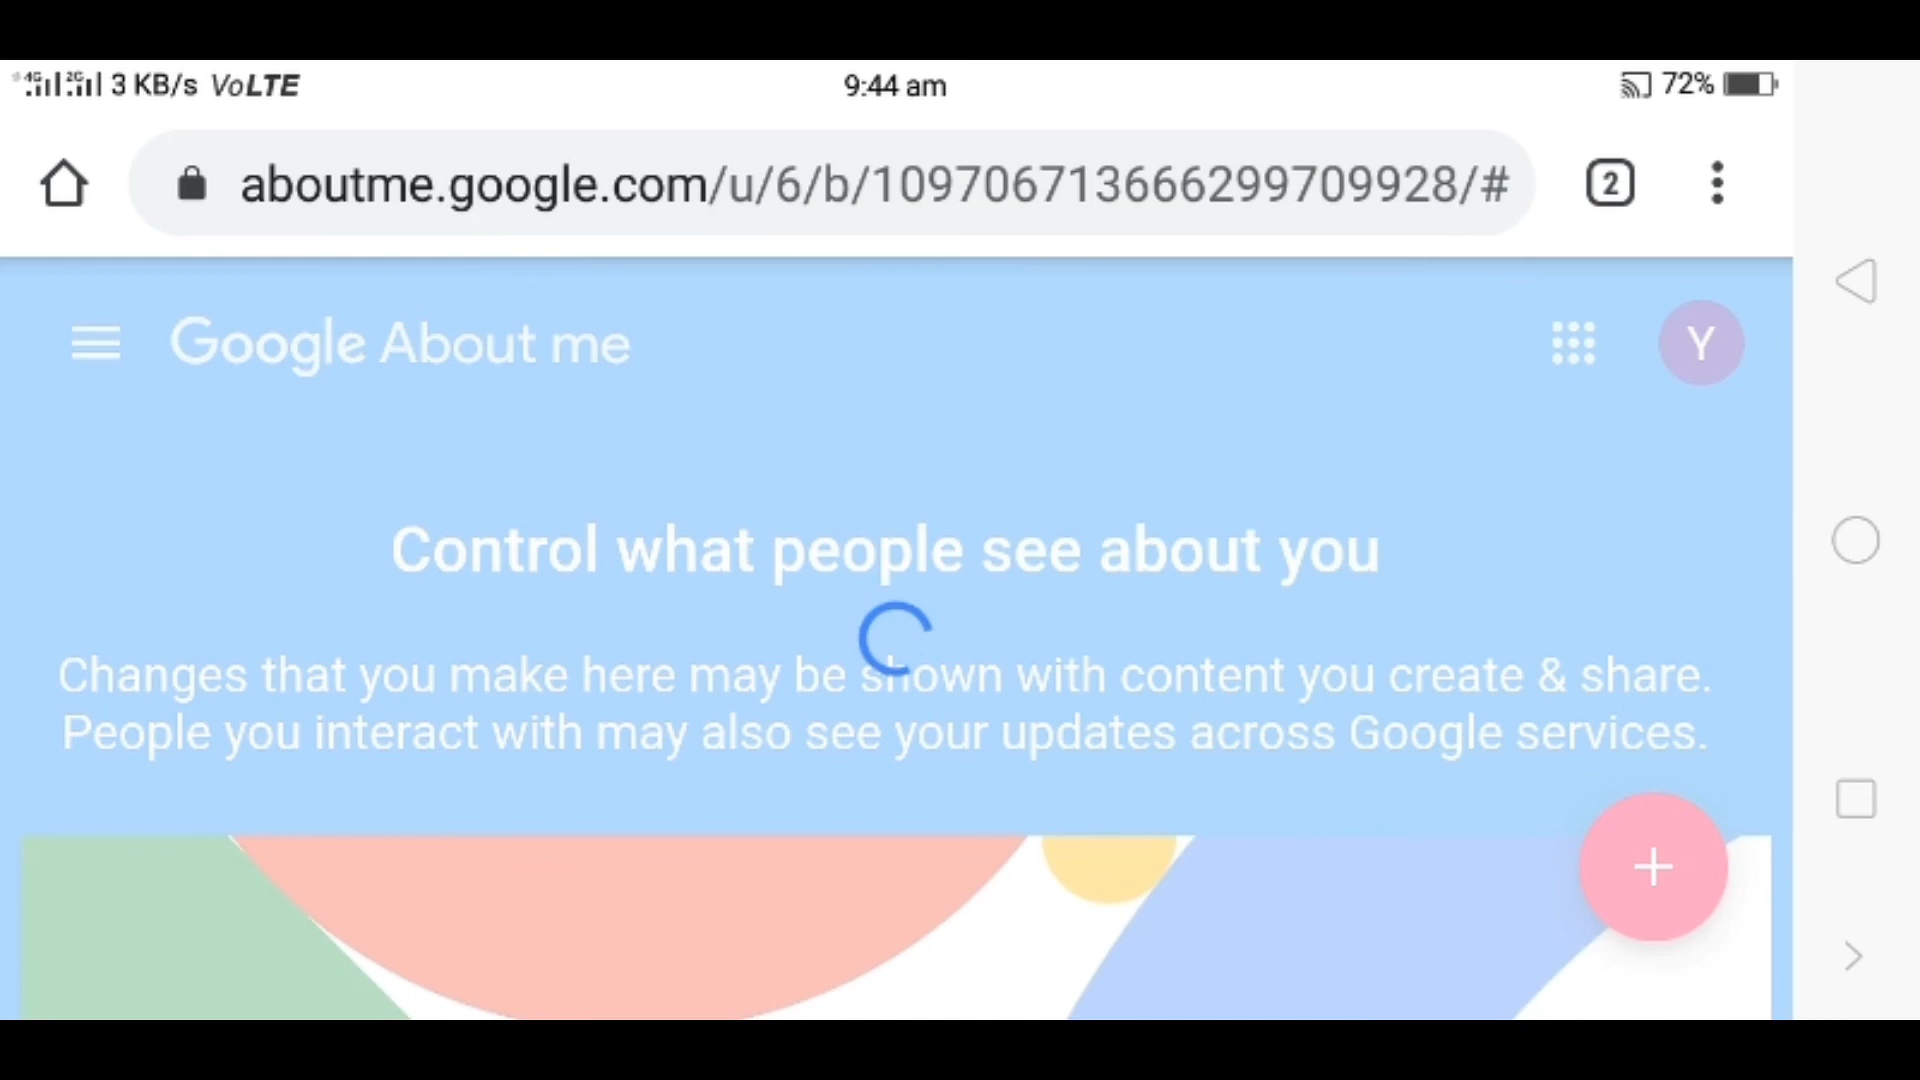 4G 2G 3 KB/s VoLTE 9:44 am 72%
aboutme.google.com/u/6/b/109706713666299709928/# 2
Google About me Y
Control what people see about you
Changes that you make here may be shown with content you create & share.
People you interact with may also see your updates across Google services.
+